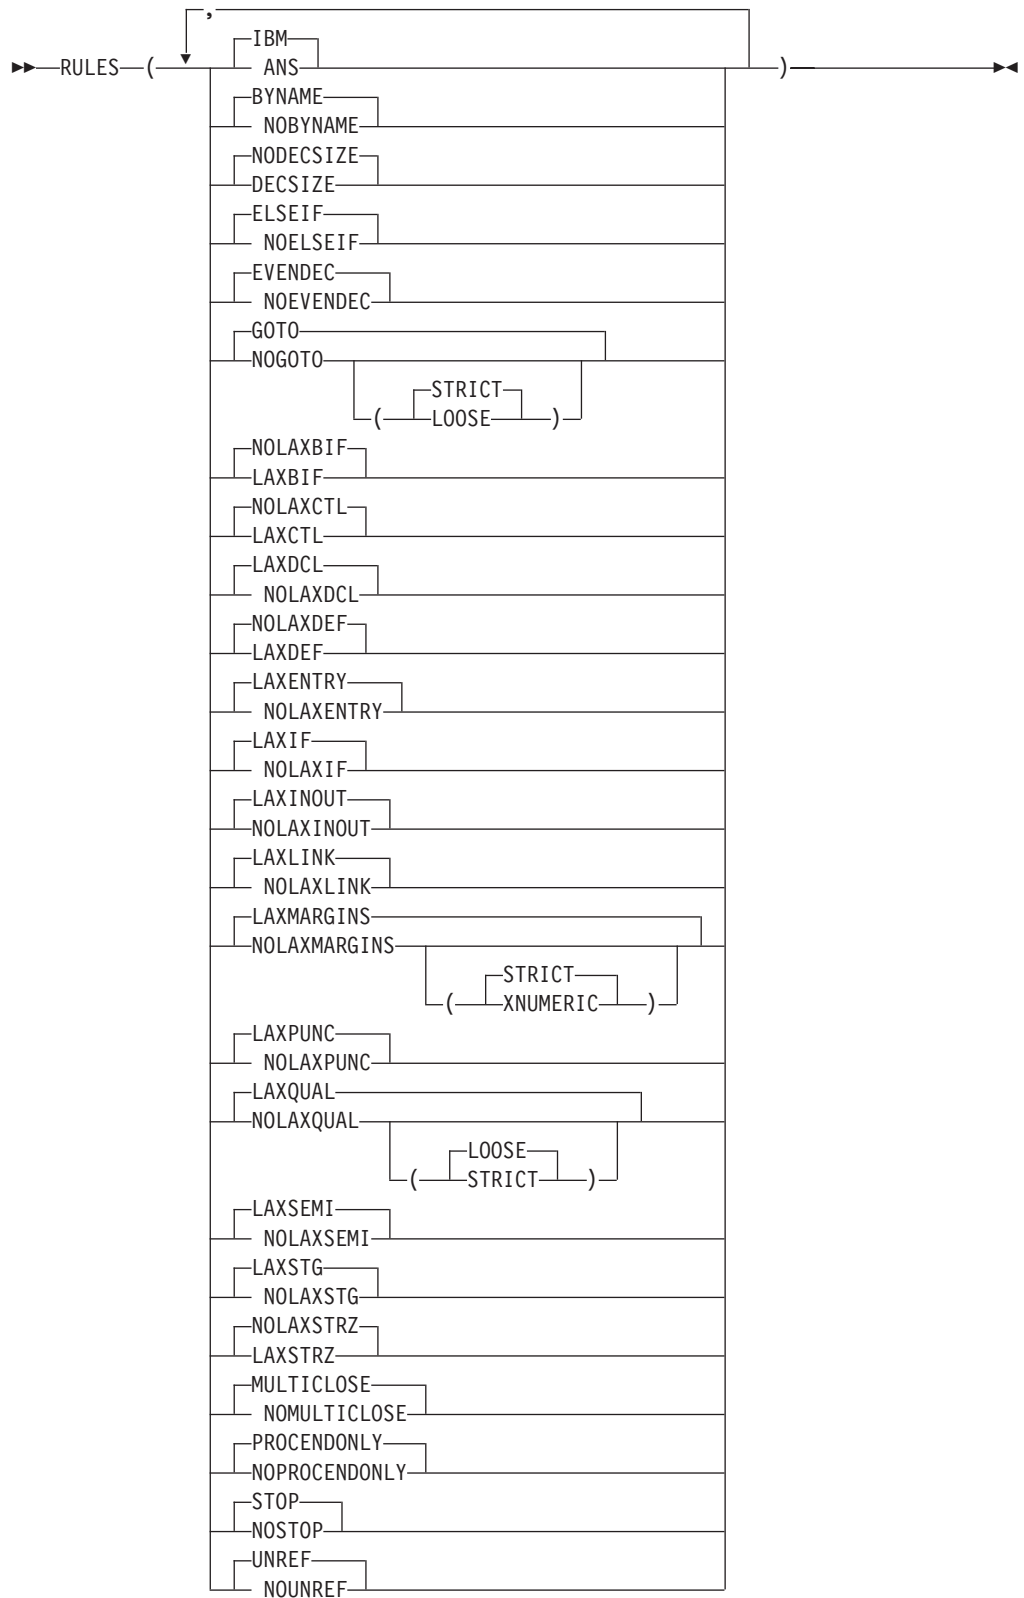 ,
IBM
RULES ( ANS )
BYNAME
NOBYNAME
NODECSIZE
DECSIZE
ELSEIF
NOELSEIF
EVENDEC
NOEVENDEC
GOTO
NOGOTO
STRICT
( LOOSE )
NOLAXBIF
LAXBIF
NOLAXCTL
LAXCTL
LAXDCL
NOLAXDCL
NOLAXDEF
LAXDEF
LAXENTRY
NOLAXENTRY
LAXIF
NOLAXIF
LAXINOUT
NOLAXINOUT
LAXLINK
NOLAXLINK
LAXMARGINS
NOLAXMARGINS
STRICT
( XNUMERIC )
LAXPUNC
NOLAXPUNC
LAXQUAL
NOLAXQUAL
LOOSE
( STRICT )
LAXSEMI
NOLAXSEMI
LAXSTG
NOLAXSTG
NOLAXSTRZ
LAXSTRZ
MULTICLOSE
NOMULTICLOSE
PROCENDONLY
NOPROCENDONLY
STOP
NOSTOP
UNREF
NOUNREF